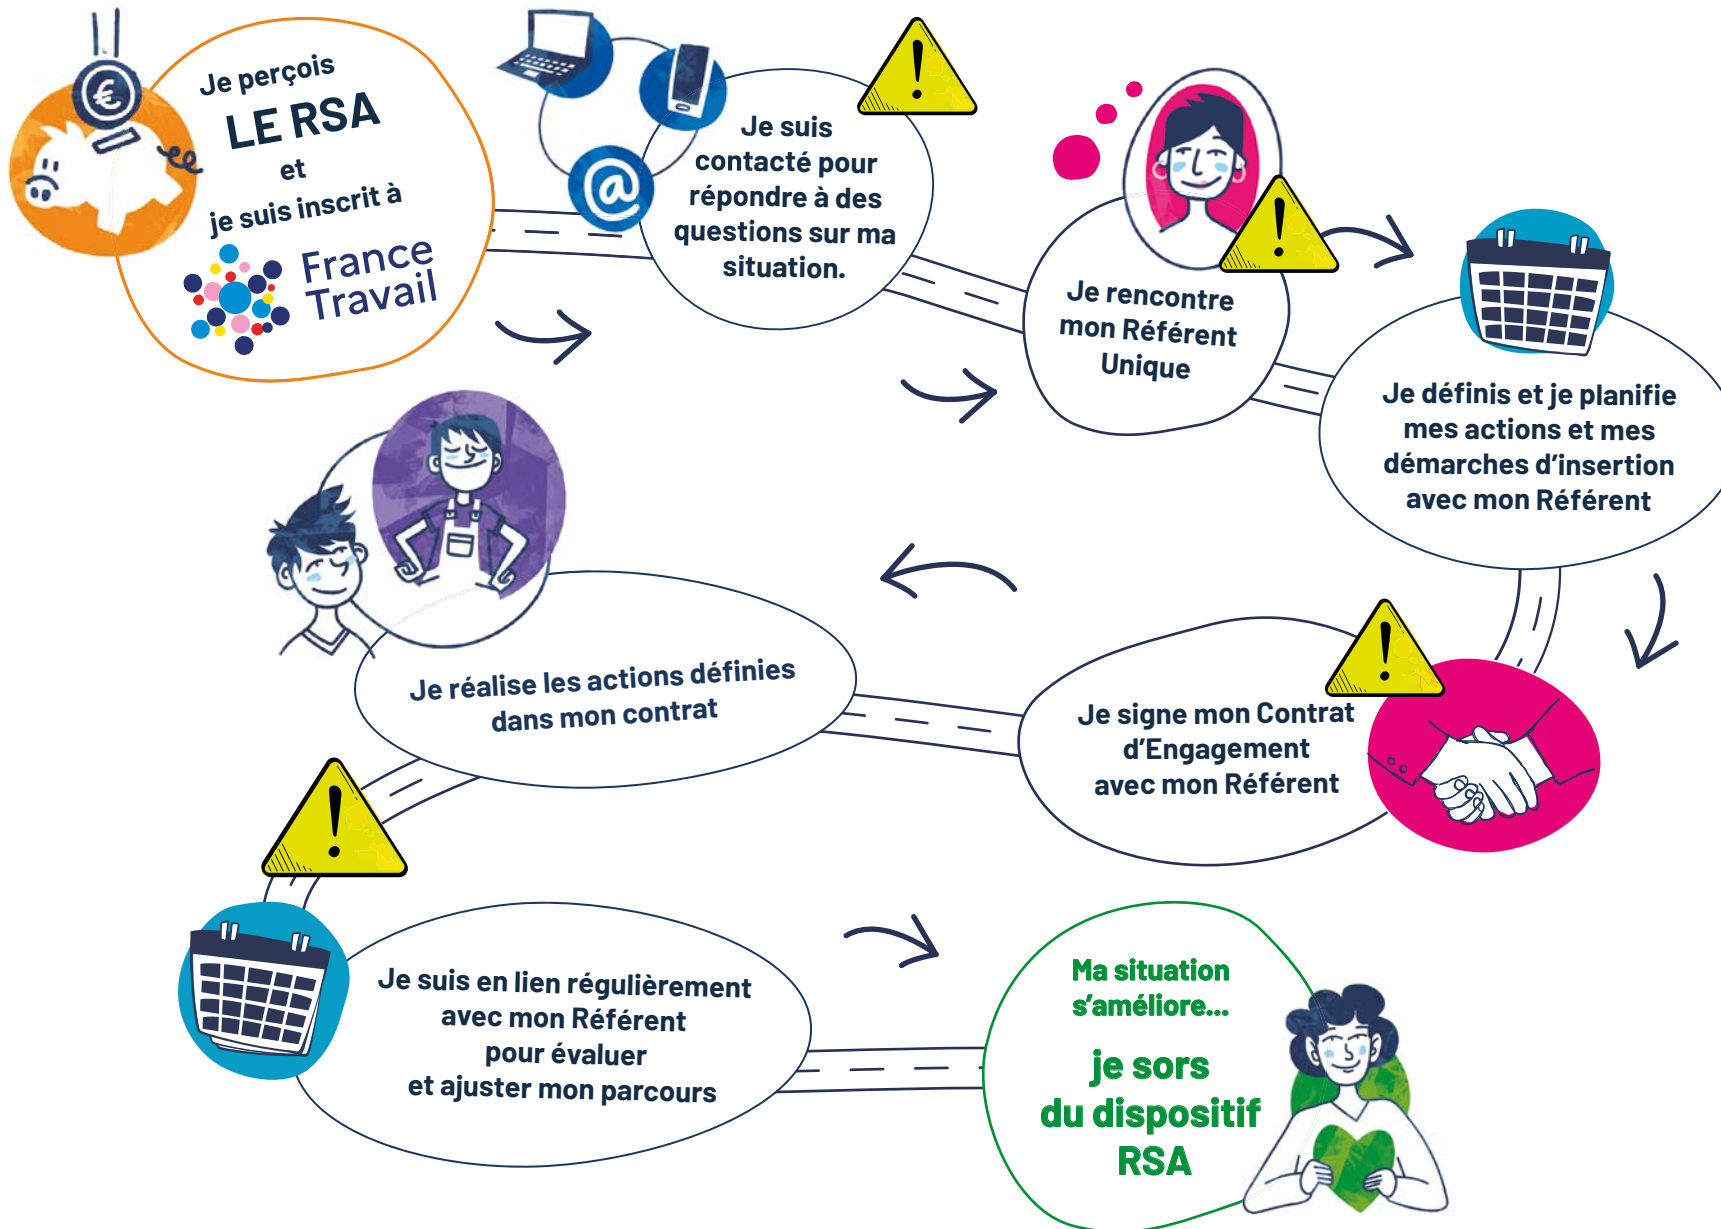 Je perçois
LE RSA
et
je suis inscrit à
France
Travail
@
Je suis
contacté pour
répondre à des
questions sur ma
situation.
Je rencontre
mon Référent
Unique
Je définis et je planifie
mes actions et mes
démarches d’insertion
avec mon Référent
Je signe mon Contrat
d’Engagement
avec mon Référent
Je réalise les actions définies
dans mon contrat
Je suis en lien régulièrement
avec mon Référent
pour évaluer
et ajuster mon parcours
Ma situation
s’améliore...
je sors
du dispositif
RSA